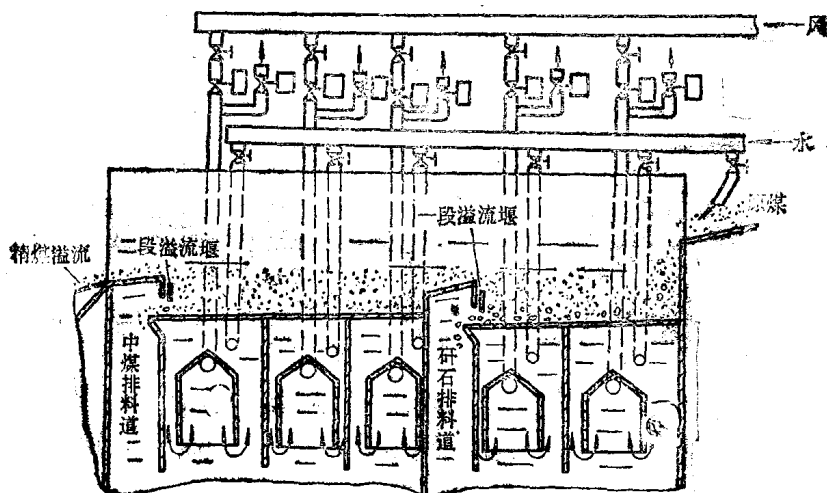 风
水
原煤
一段溢流堰
精煤溢流
二段溢流堰
中煤排料道
矸石排料道